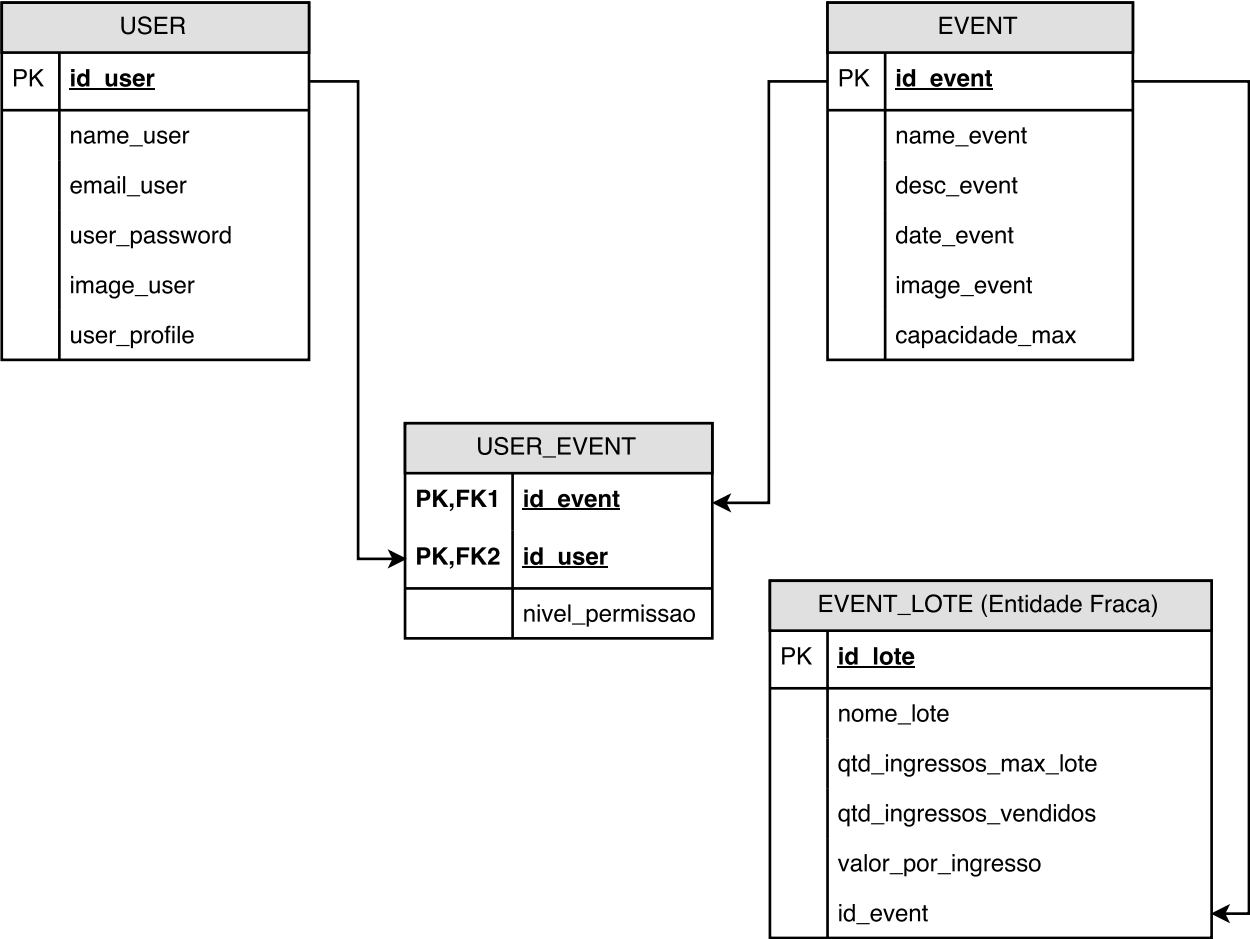 USER
PK id_user
name_user
email_user
user_password
image_user
user_profile
EVENT
PK id_event
name_event
desc_event
date_event
image_event
capacidade_max
USER_EVENT
PK,FK1 id_event
PK,FK2 id_user
nivel_permissao
EVENT_LOTE (Entidade Fraca)
PK id_lote
nome_lote
qtd_ingressos_max_lote
qtd_ingressos_vendidos
valor_por_ingresso
id_event